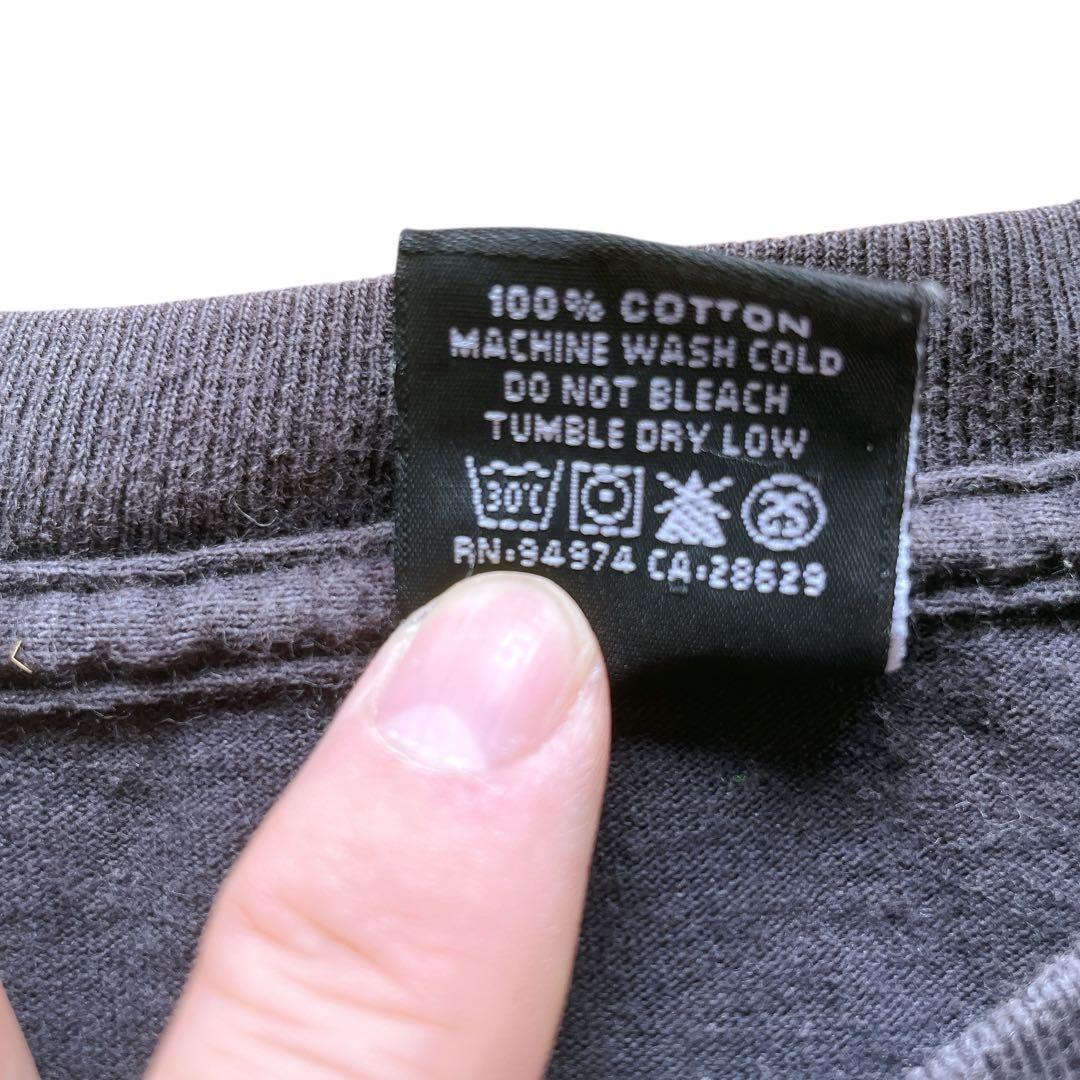 100% COTTON
MACHINE WASH COLD
DO NOT BLEACH
TUMBLE DRY LOW
30℃
RN:94974 CA:28629